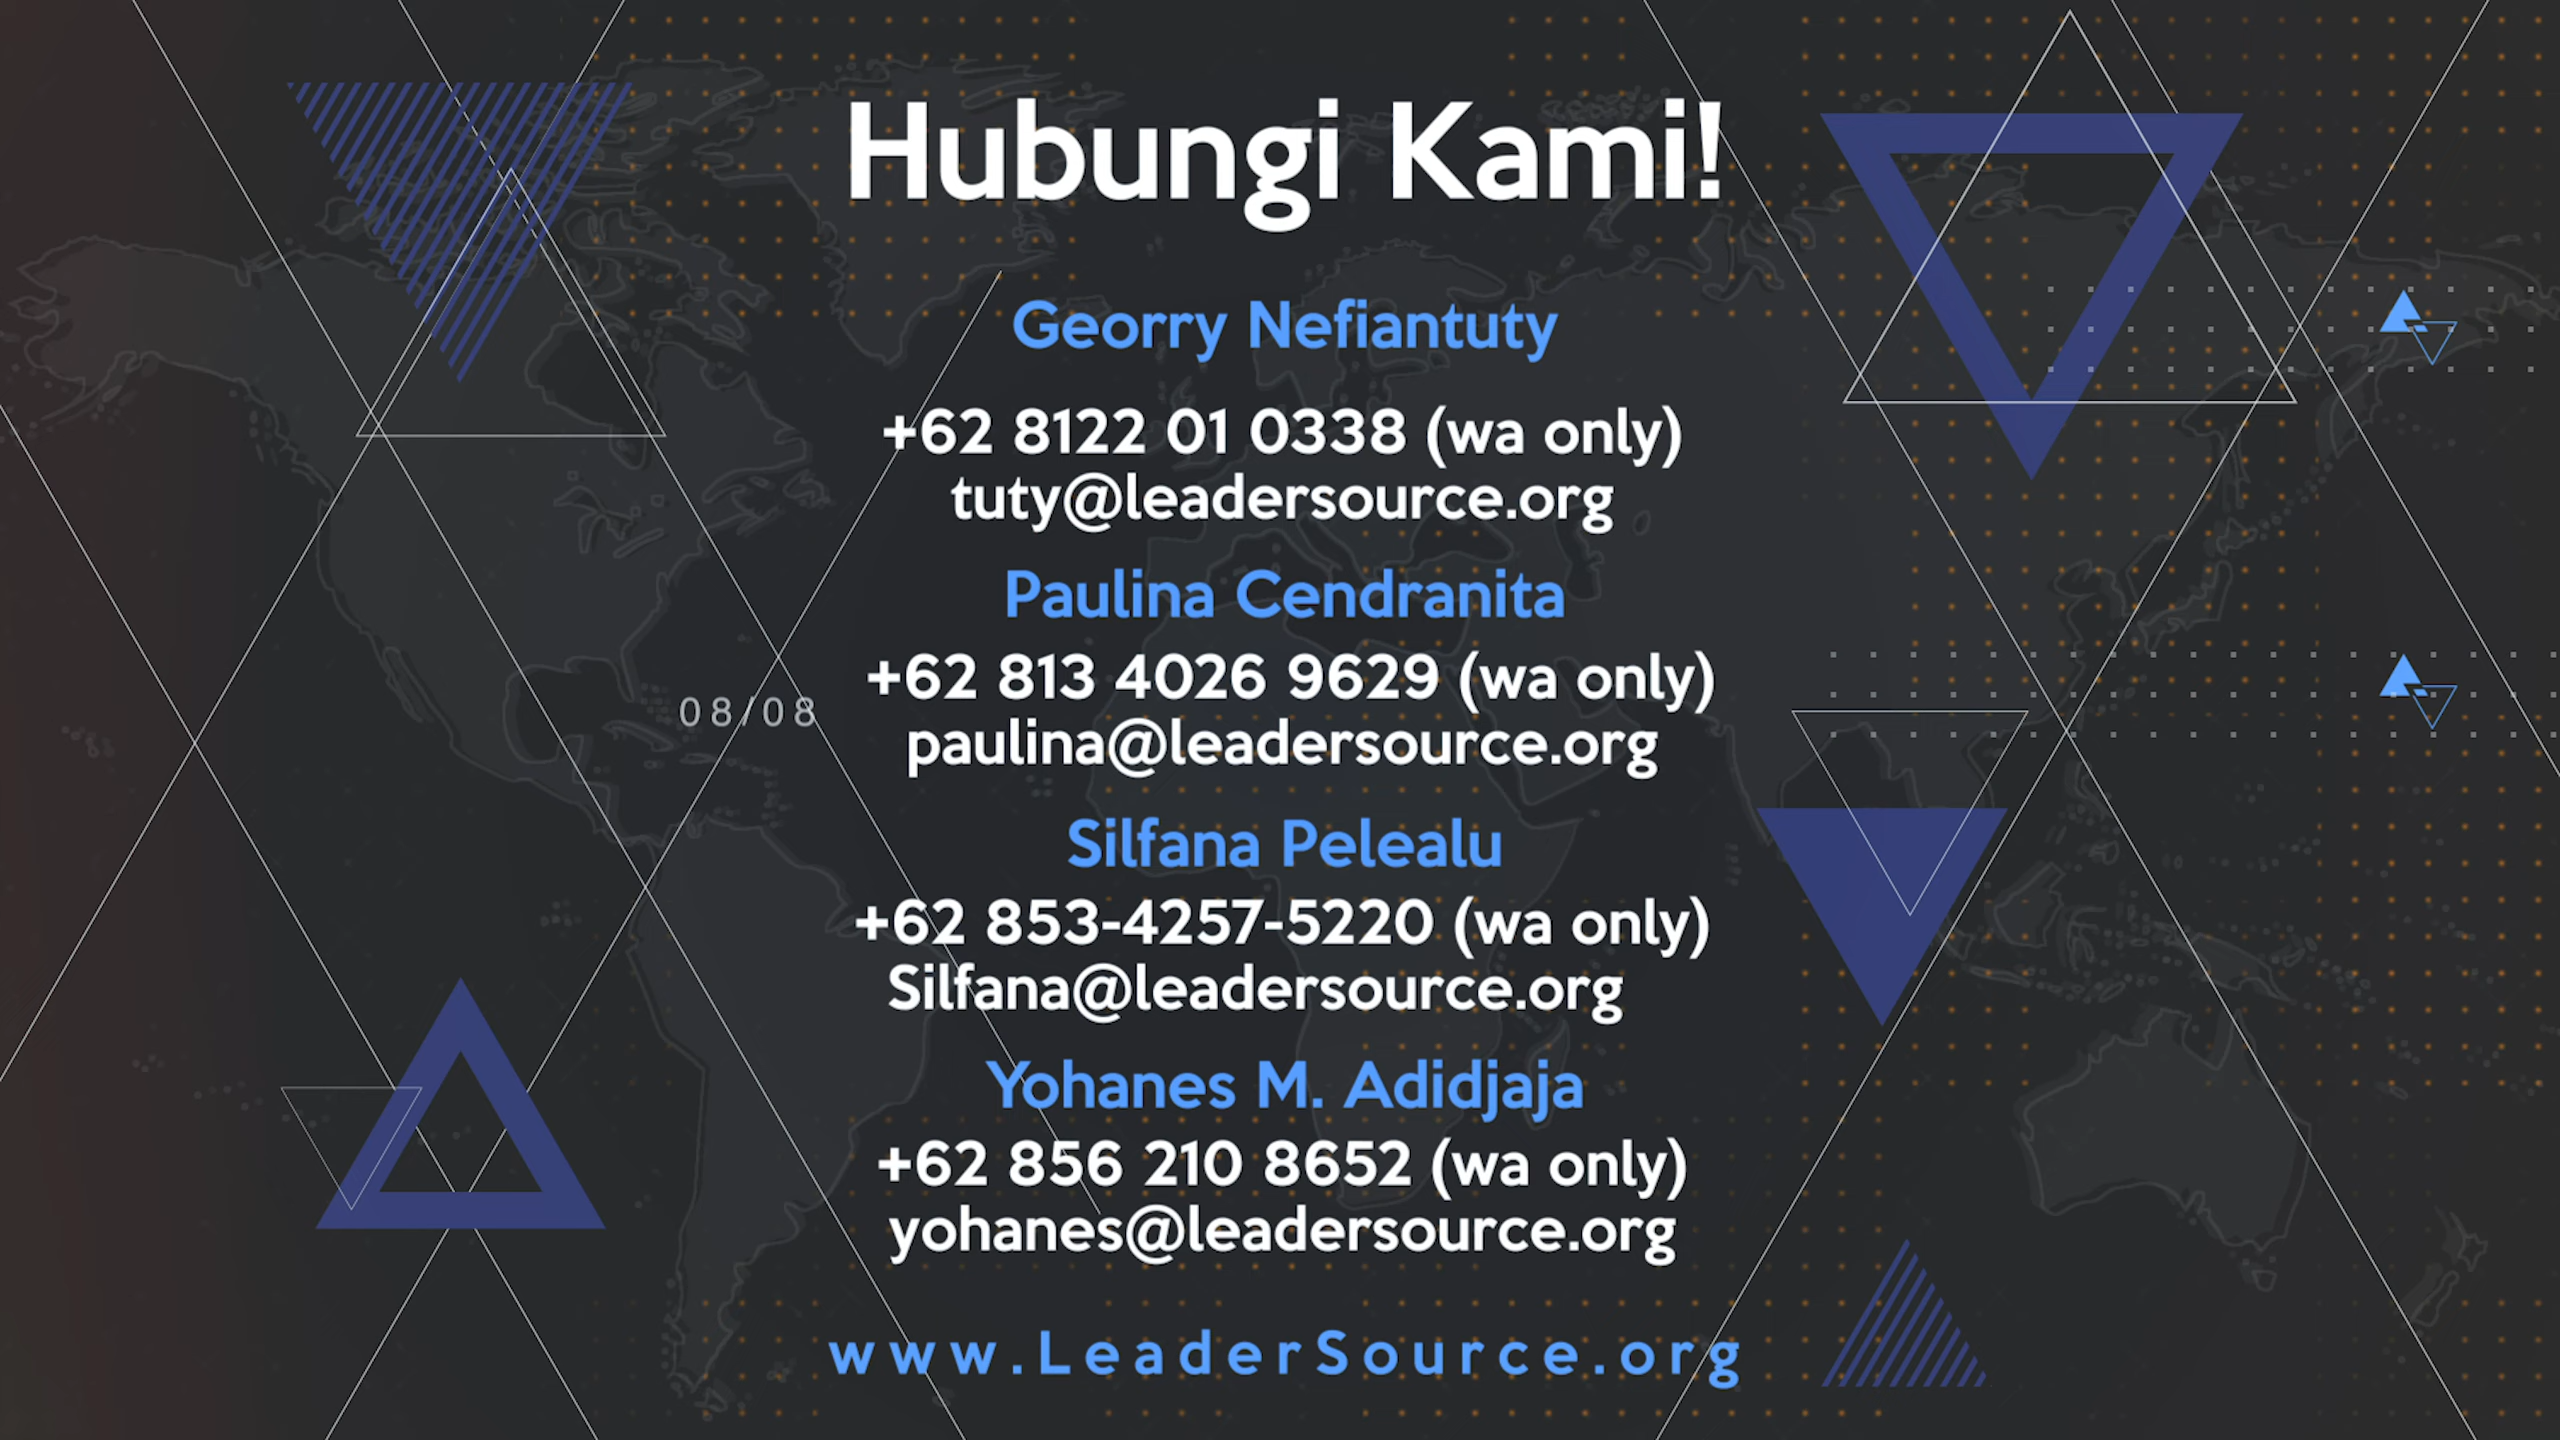 Hubungi Kami!
Georry Nefiantuty
+62 8122 01 0338 (wa only)
tuty@leadersource.org
Paulina Cendranita
+62 813 4026 9629 (wa only)
08/08
paulina@leadersource.org
Silfana Pelealu
+62 853-4257-5220 (wa only)
Silfana@leadersource.org
Yohanes M. Adidjaja
+62 856 210 8652 (wa only)
yohanes@leadersource.org
www.LeaderSource.org